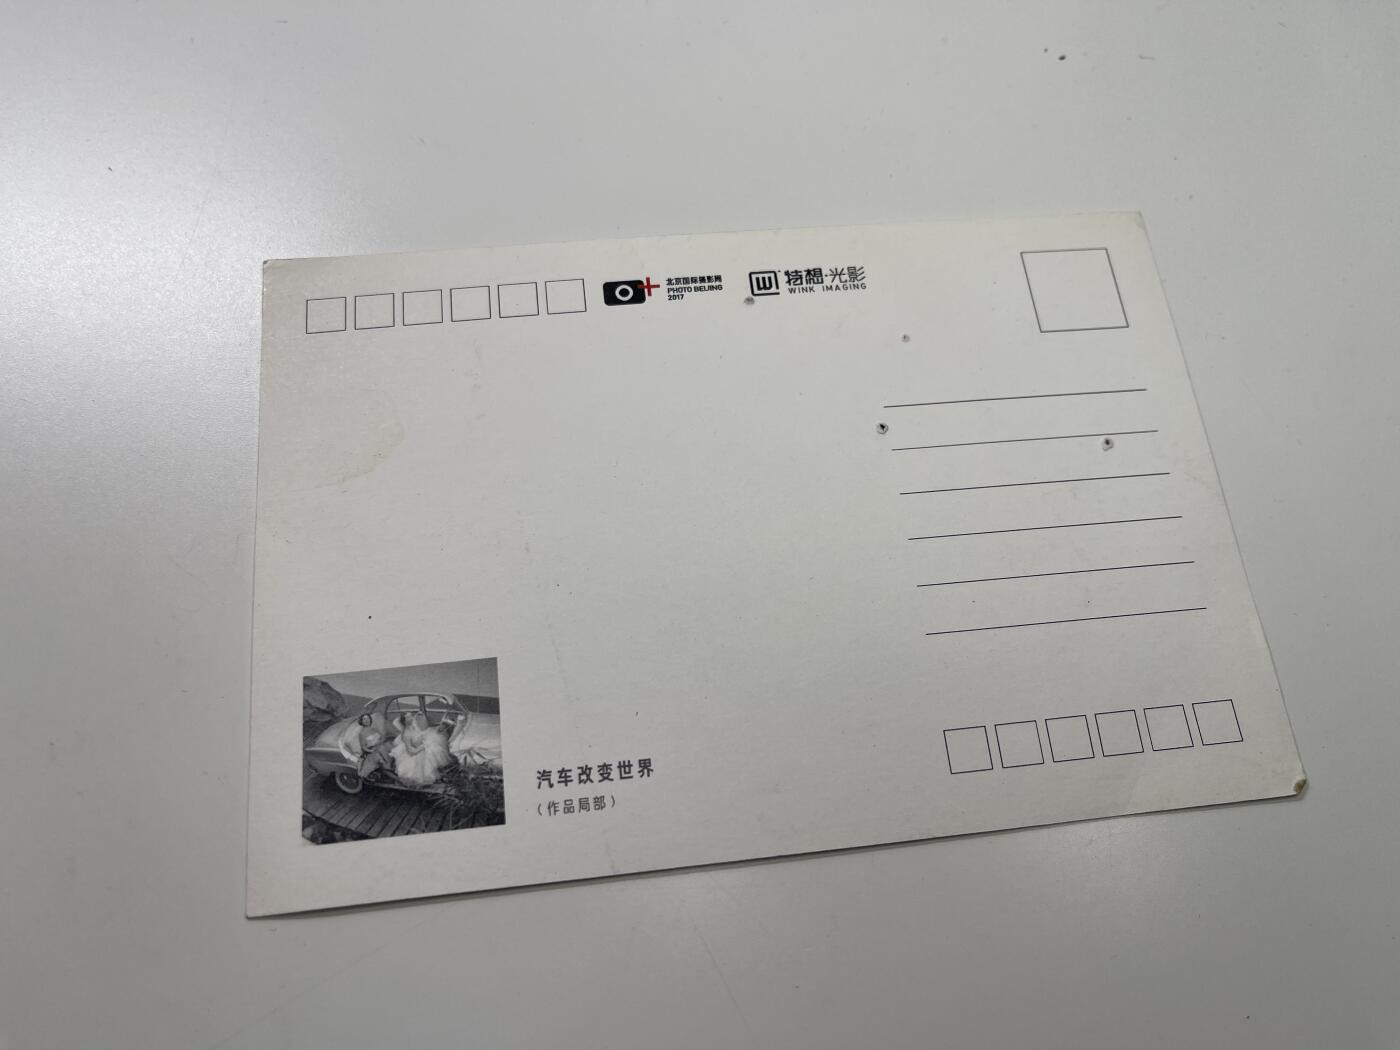 北京国际摄影周
PHOTO BEIJING
2017
特想·光影
WINK IMAGING
汽车改变世界
（作品局部）